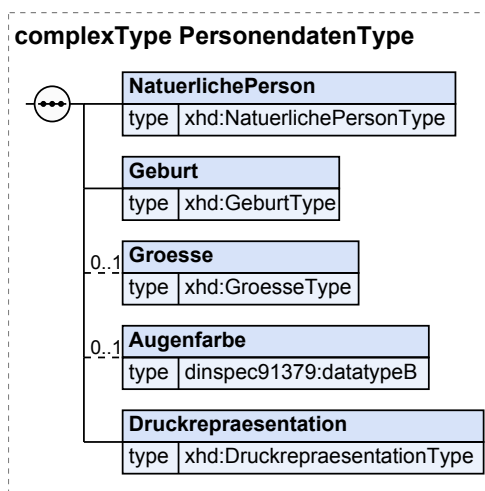 complexType PersonendatenType
NatuerlichePerson
type xhd:NatuerlichePersonType
Geburt
type xhd:GeburtType
0..1 Groesse
type xhd:GroesseType
0..1 Augenfarbe
type dinspec91379:datatypeB
Druckrepraesentation
type xhd:DruckrepraesentationType